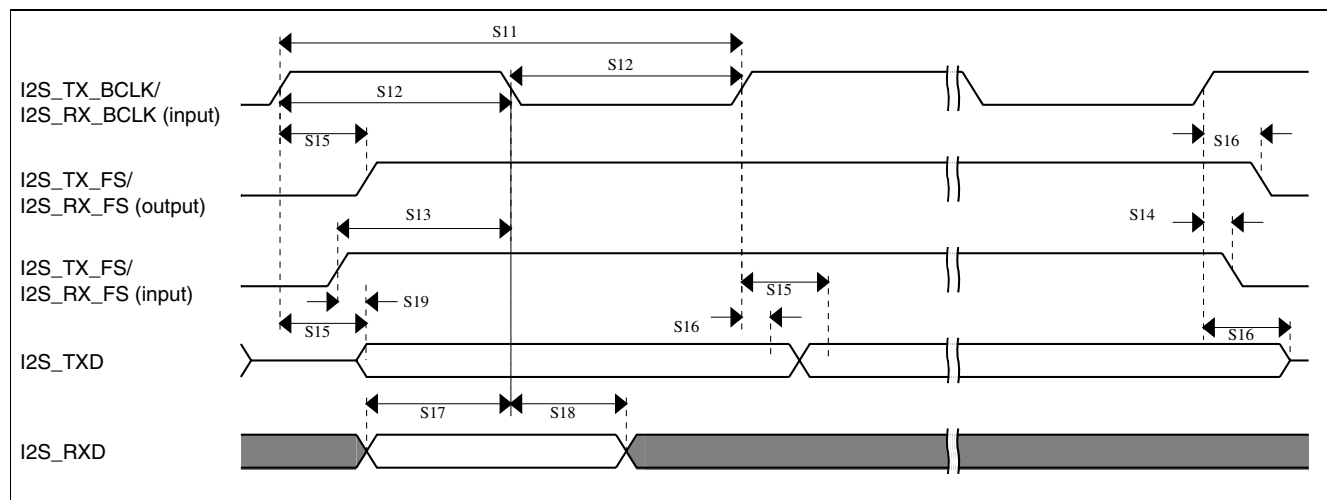 S11
I2S_TX_BCLK/
I2S_RX_BCLK (input)
S12
S12
S15
S16
I2S_TX_FS/
I2S_RX_FS (output)
S13
S14
I2S_TX_FS/
I2S_RX_FS (input)
S15
S19
S15
S16
S16
I2S_TXD
S17
S18
I2S_RXD